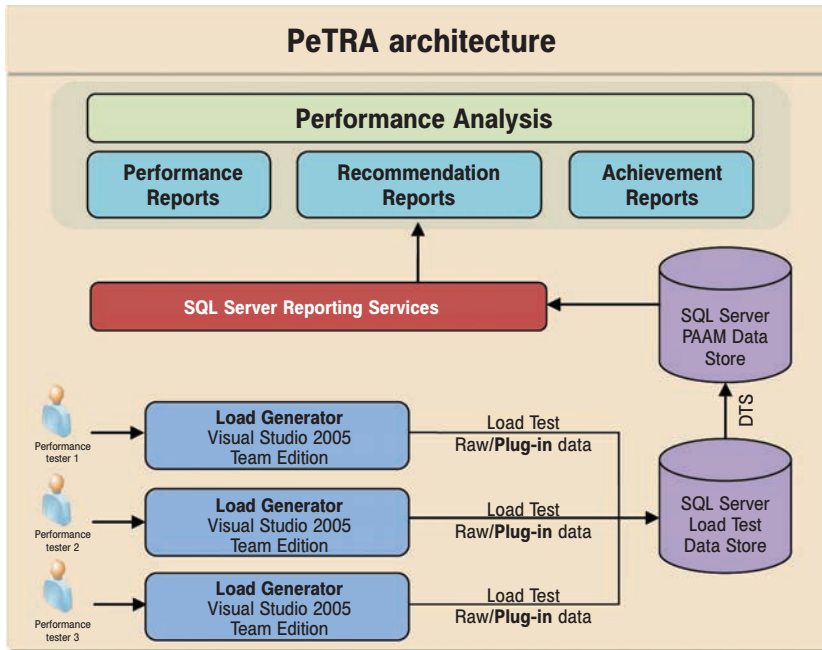 PeTRA architecture
Performance Analysis
Performance
Reports
Recommendation
Reports
Achievement
Reports
SQL Server Reporting Services
SQL Server
PAAM Data
Store
DTS
Performance
tester 1
Load Generator
Visual Studio 2005
Team Edition
Load Test
Raw/Plug-in data
Performance
tester 2
Load Generator
Visual Studio 2005
Team Edition
Load Test
Raw/Plug-in data
SQL Server
Load Test
Data Store
Performance
tester 3
Load Generator
Visual Studio 2005
Team Edition
Load Test
Raw/Plug-in data